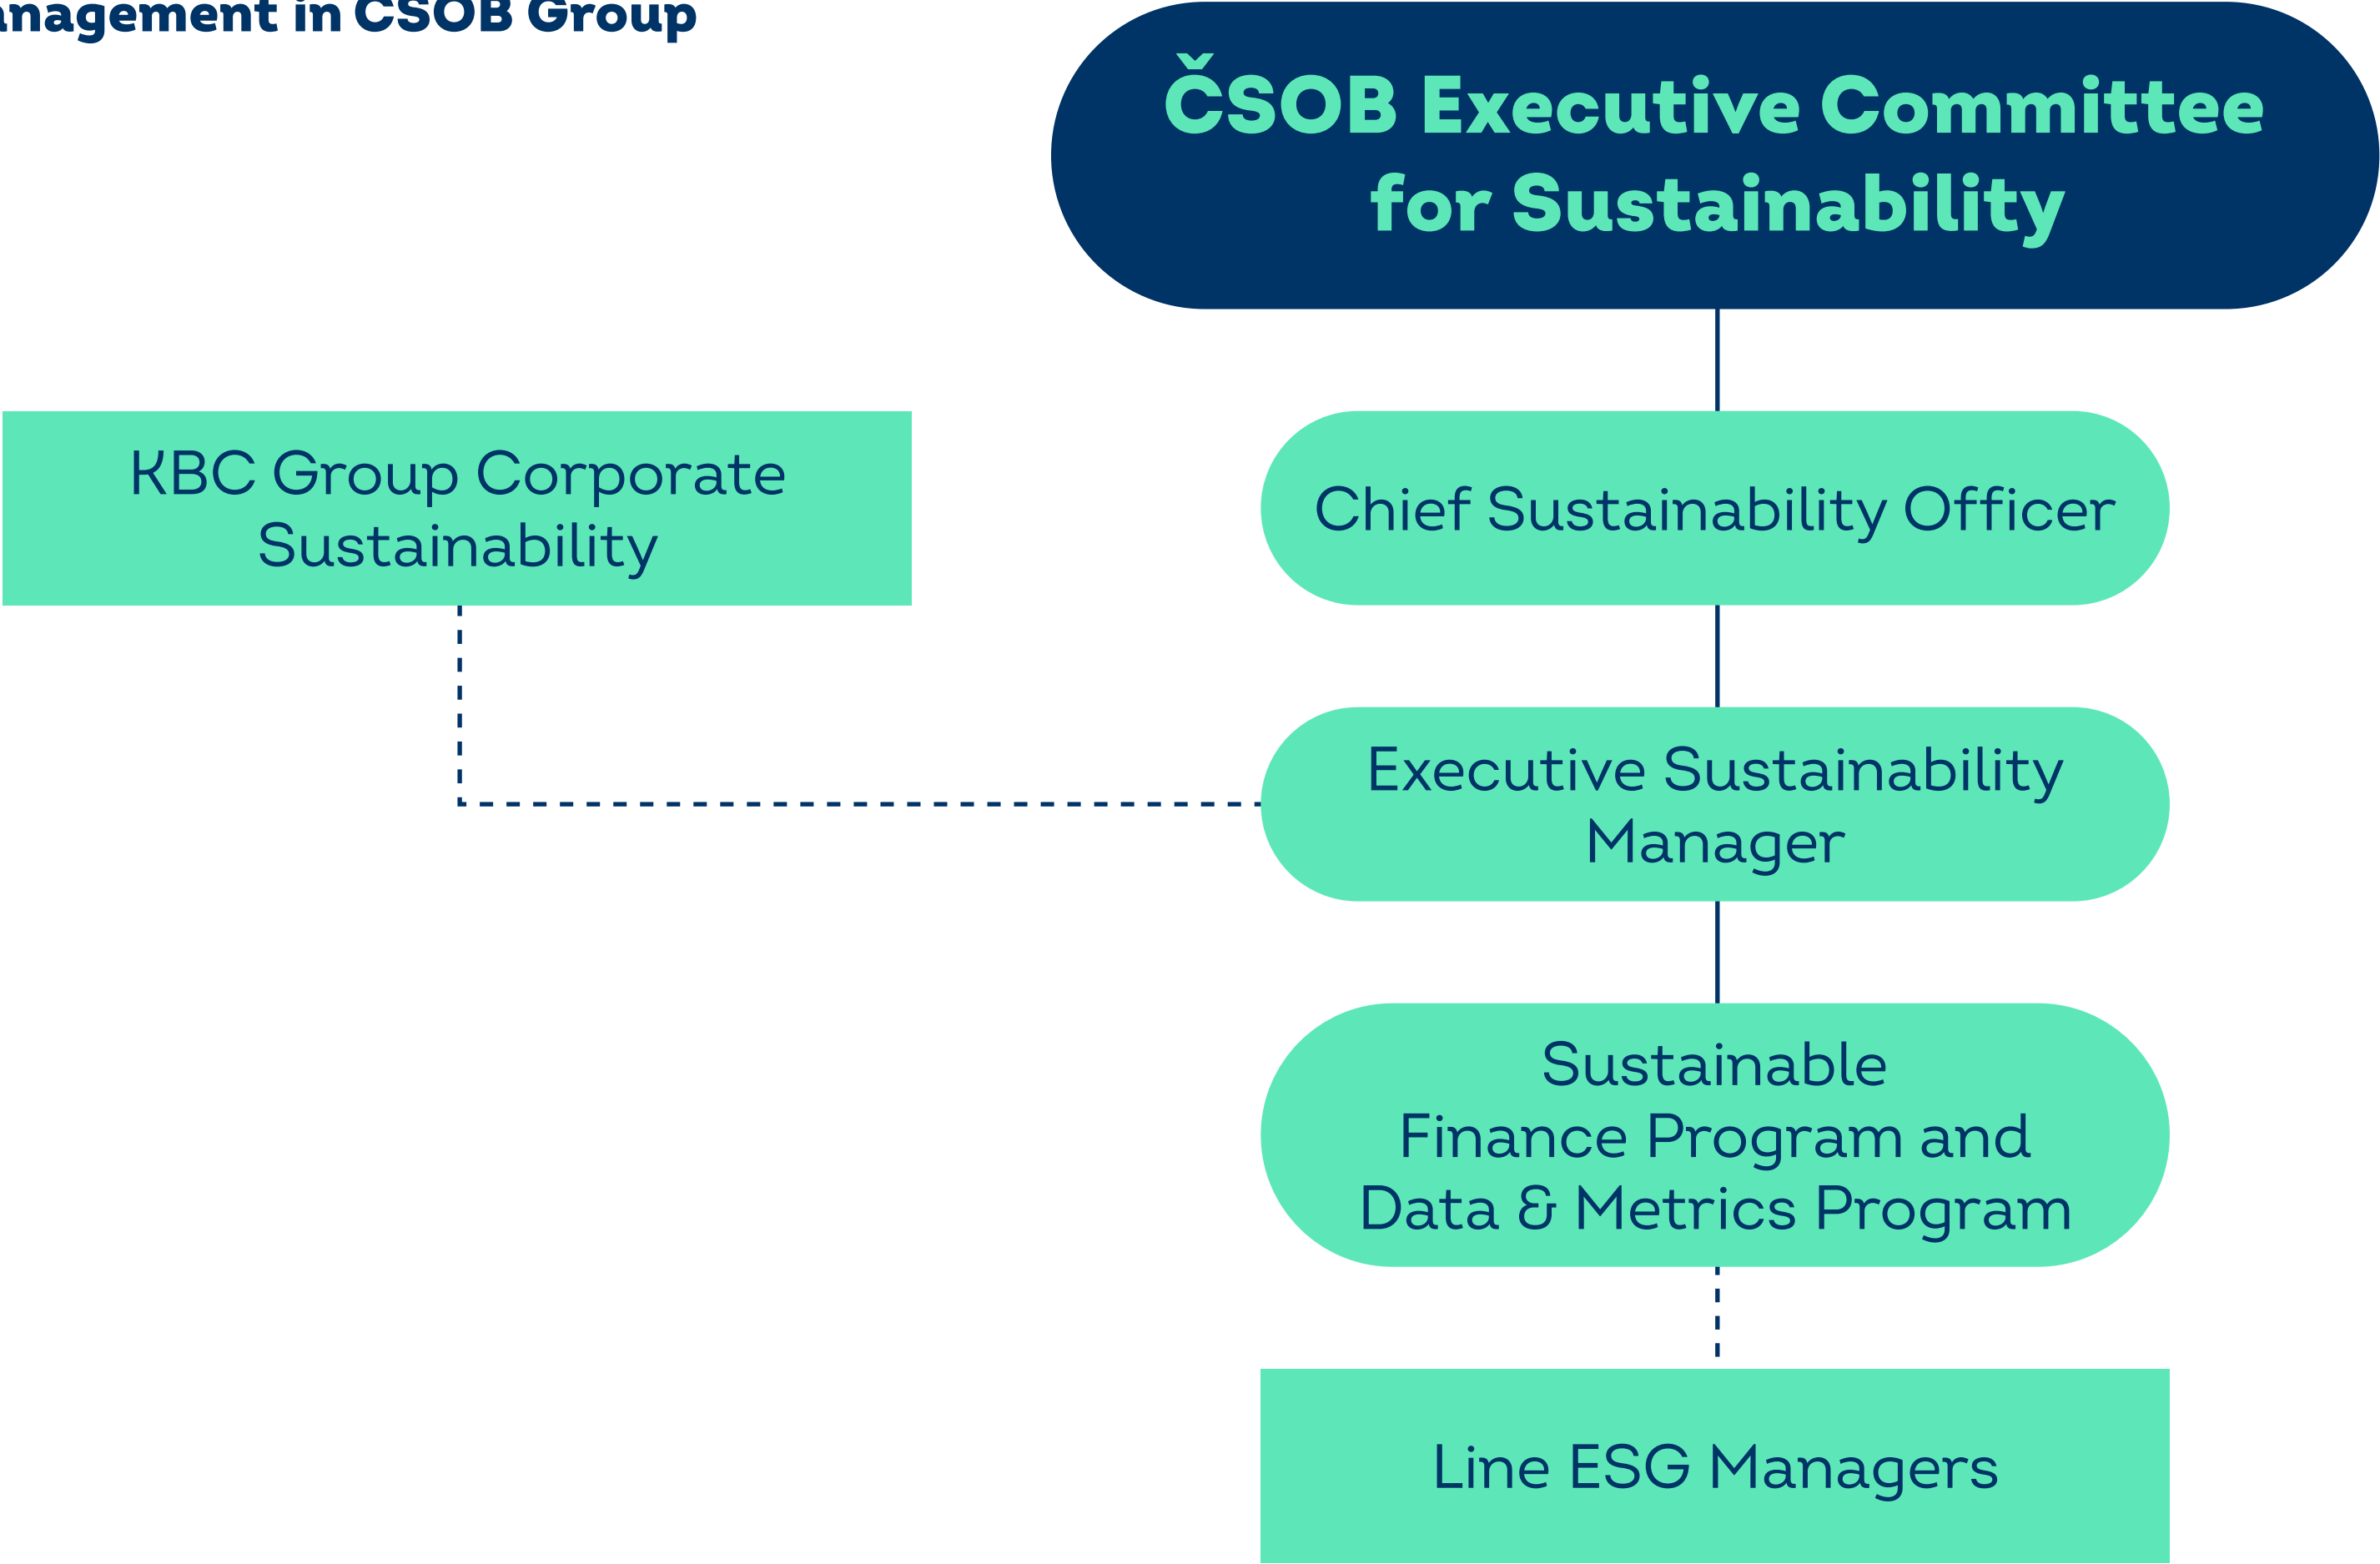 in ČSOB Group
ČSOB Executive Committee
for Sustainability
KBC Group Corporate
Sustainability
Chief Sustainability Officer
Executive Sustainability
Manager
Sustainable
Finance Program and
Data & Metrics Program
Line ESG Managers